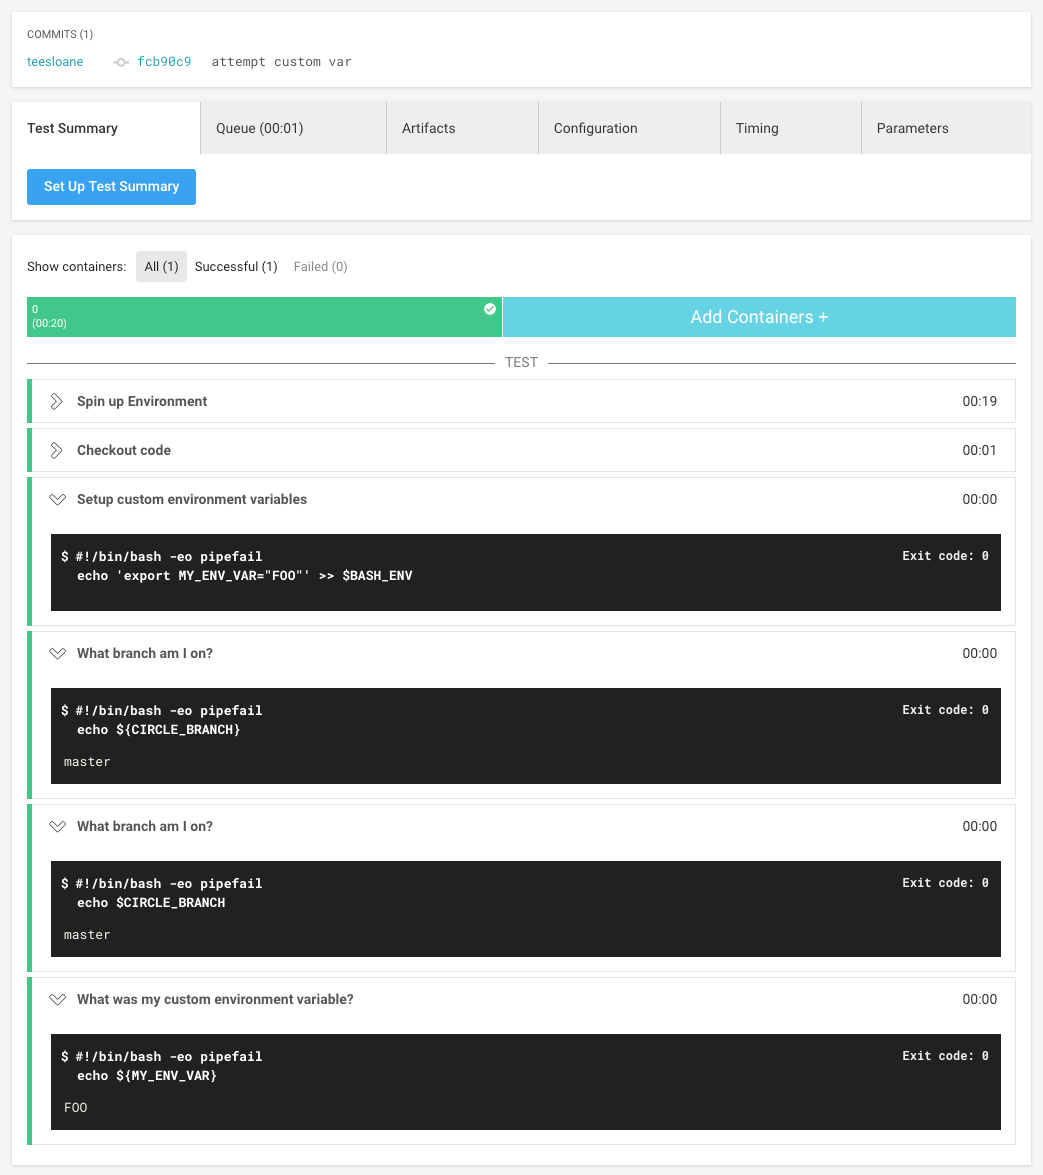 COMMITS (1)
teesloane fcb90c9 attempt custom var
Test Summary Queue (00:01) Artifacts Configuration Timing Parameters
Set Up Test Summary
Show containers: All (1) Successful (1) Failed (0)
0
(00:20)
Add Containers +
TEST
Spin up Environment 00:19
Checkout code 00:01
Setup custom environment variables 00:00
$ #!/bin/bash -eo pipefail Exit code: 0
echo 'export MY_ENV_VAR="FOO"' >> $BASH_ENV
What branch am I on? 00:00
$ #!/bin/bash -eo pipefail Exit code: 0
echo ${CIRCLE_BRANCH}
master
What branch am I on? 00:00
$ #!/bin/bash -eo pipefail Exit code: 0
echo $CIRCLE_BRANCH
master
What was my custom environment variable? 00:00
$ #!/bin/bash -eo pipefail Exit code: 0
echo ${MY_ENV_VAR}
FOO